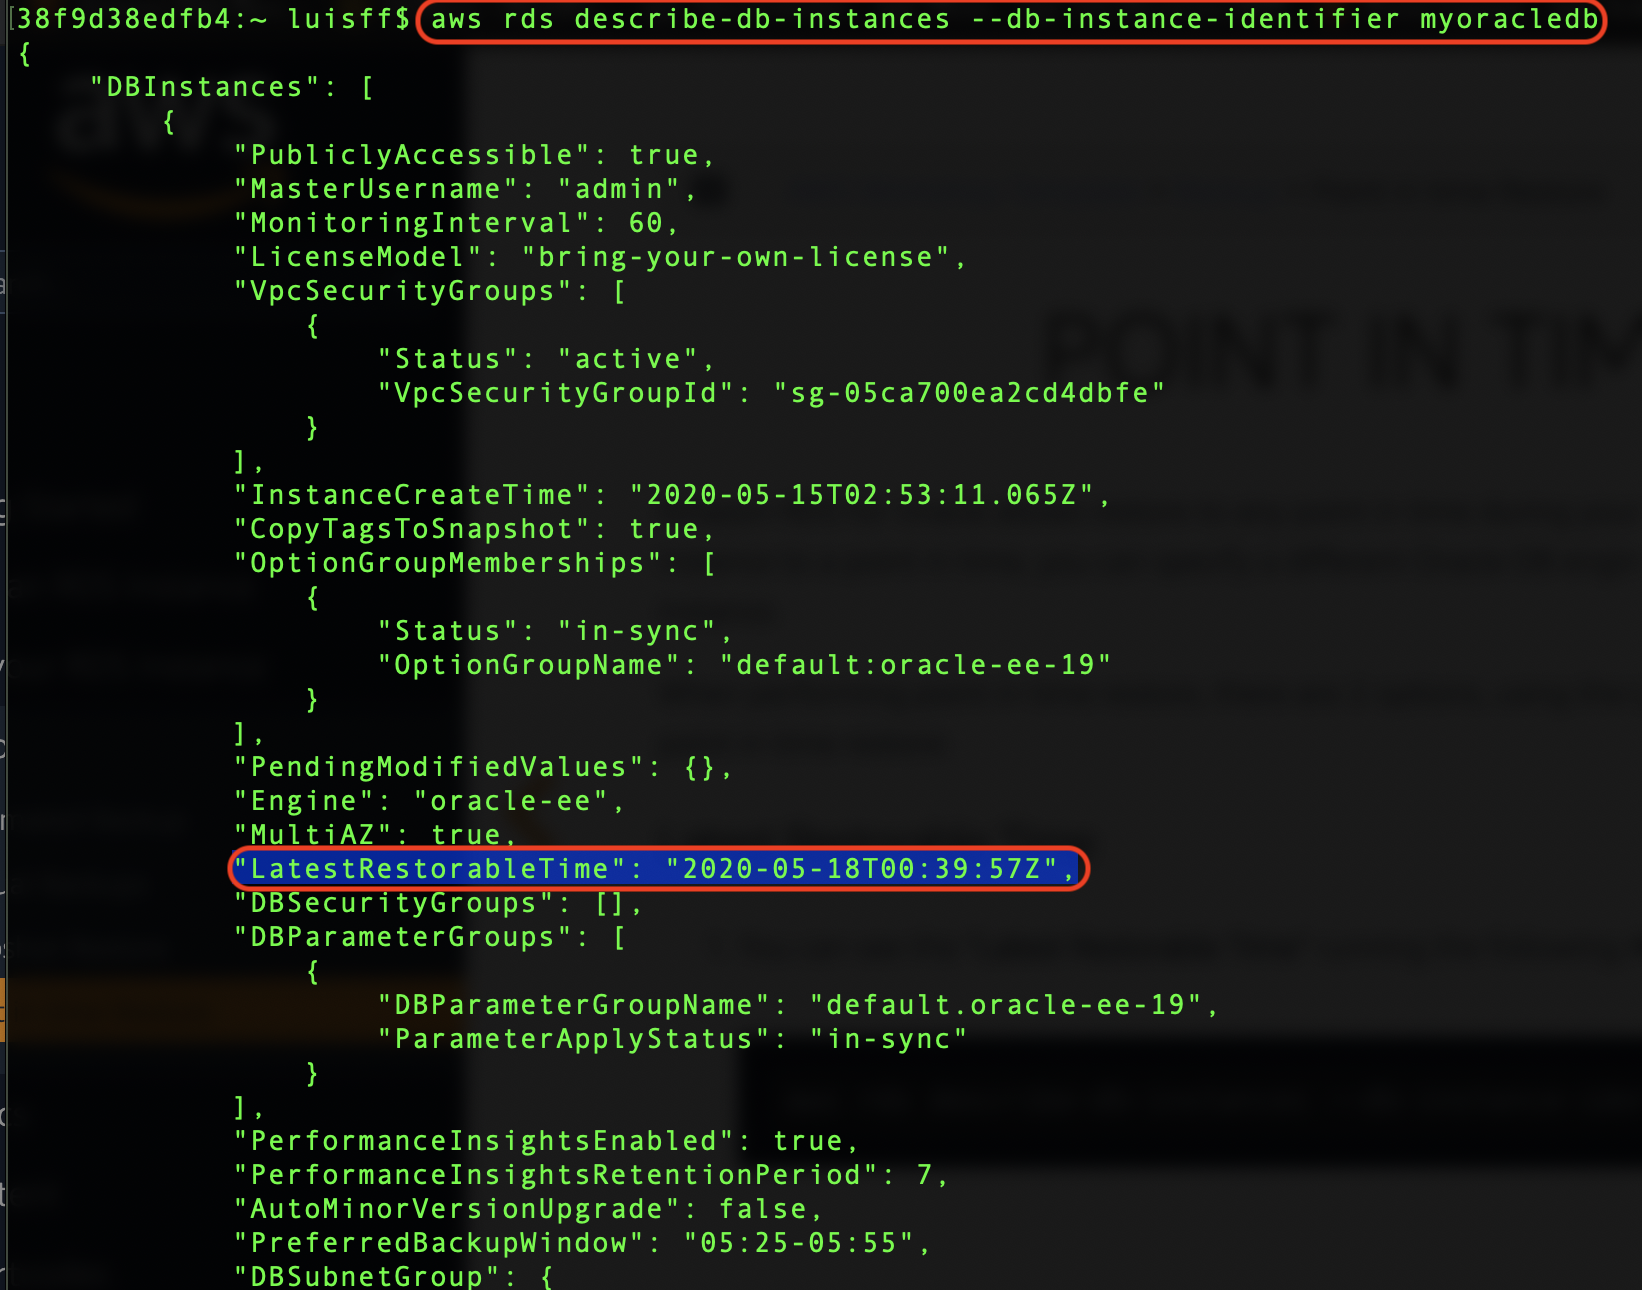 [38f9d38edfb4:~ luisff$ aws rds describe-db-instances --db-instance-identifier myoracledb
{
"DBInstances": [
{
"PubliclyAccessible": true,
"MasterUsername": "admin",
"MonitoringInterval": 60,
"LicenseModel": "bring-your-own-license",
"VpcSecurityGroups": [
{
"Status": "active",
"VpcSecurityGroupId": "sg-05ca700ea2cd4dbfe"
}
],
"InstanceCreateTime": "2020-05-15T02:53:11.065Z",
"CopyTagsToSnapshot": true,
"OptionGroupMemberships": [
{
"Status": "in-sync",
"OptionGroupName": "default:oracle-ee-19"
}
],
"PendingModifiedValues": {},
"Engine": "oracle-ee",
"MultiAZ": true,
"LatestRestorableTime": "2020-05-18T00:39:57Z",
"DBSecurityGroups": [],
"DBParameterGroups": [
{
"DBParameterGroupName": "default.oracle-ee-19",
"ParameterApplyStatus": "in-sync"
}
],
"PerformanceInsightsEnabled": true,
"PerformanceInsightsRetentionPeriod": 7,
"AutoMinorVersionUpgrade": false,
"PreferredBackupWindow": "05:25-05:55",
"DBSubnetGroup": {
aws
POINT IN TIM